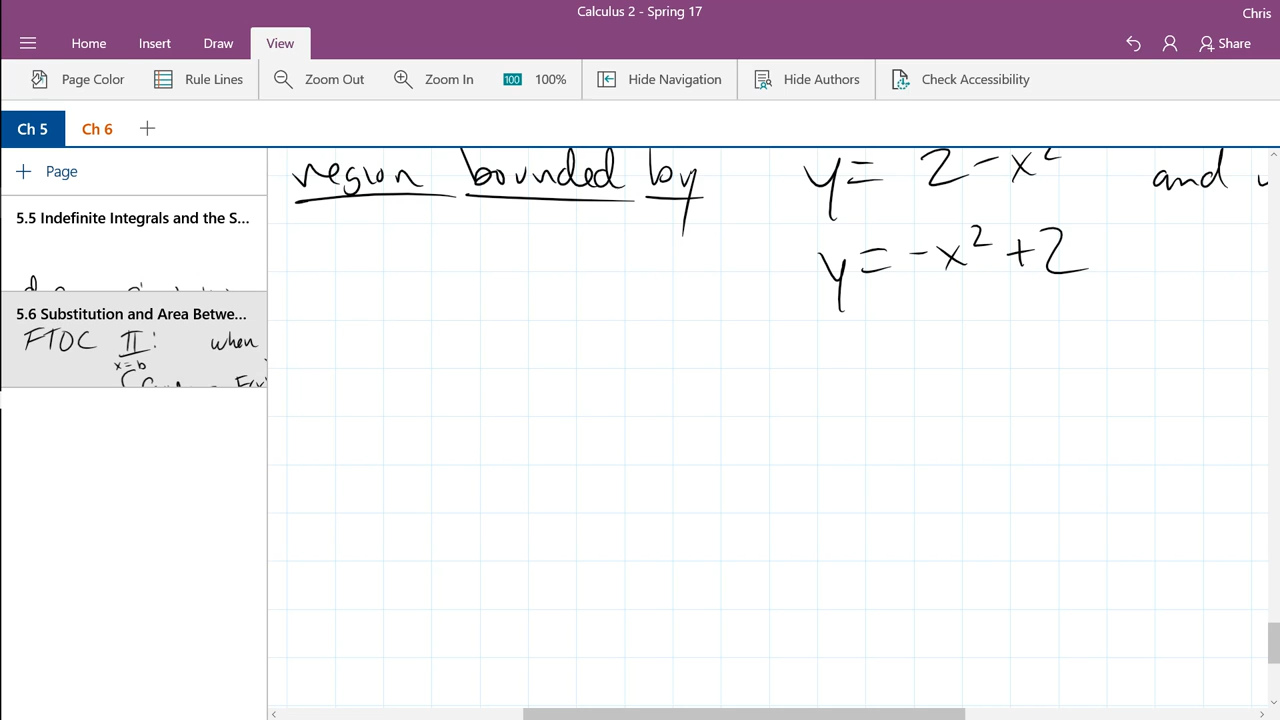 Calculus 2 - Spring 17
Chris
Home Insert Draw View
Share
Page Color Rule Lines Zoom Out Zoom In 100 100% Hide Navigation Hide Authors Check Accessibility
Ch 5 Ch 6
Page
5.5 Indefinite Integrals and the S...
5.6 Substitution and Area Betwe...
FTOC II: when
x=b
region bounded by y = 2 - x² and
y = -x² + 2